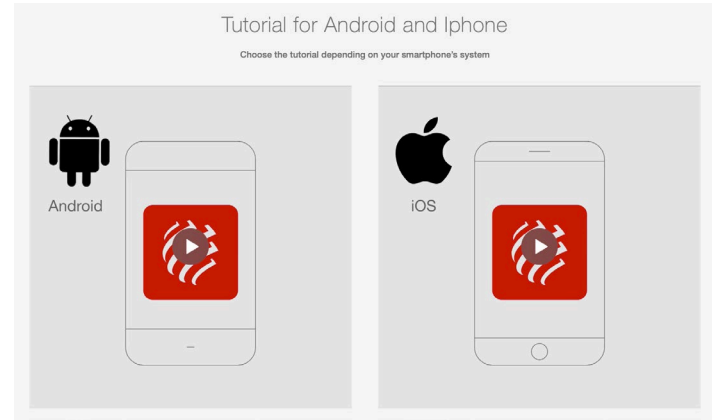 Tutorial for Android and Iphone
Choose the tutorial depending on your smartphone's system
Android
iOS